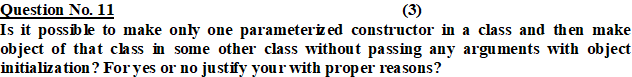 Question No. 11 (3)
Is it possible to make only one parameterized constructor in a class and then make
object of that class in some other class without passing any arguments with object
initialization? For yes or no justify your with proper reasons?